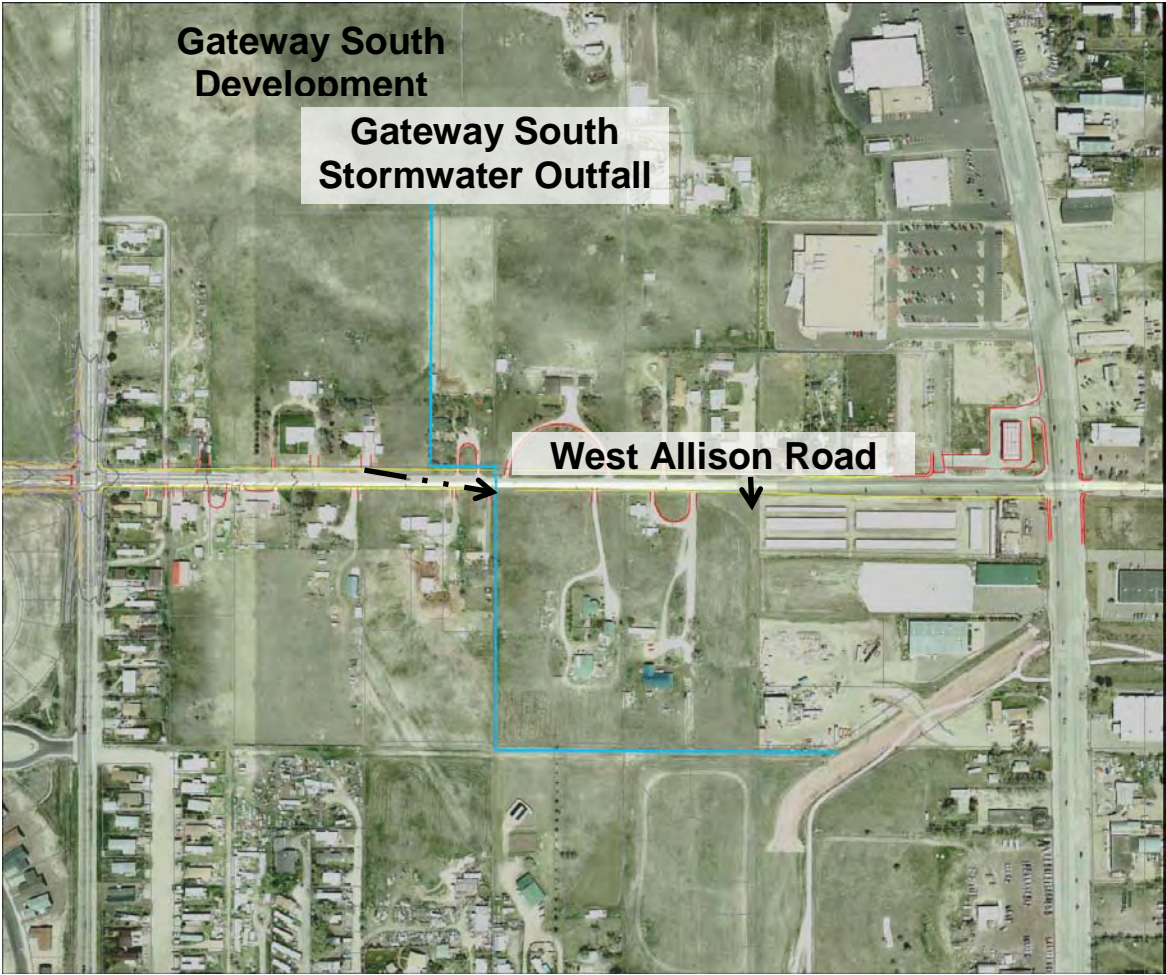 Gateway South
Development
Gateway South
Stormwater Outfall
West Allison Road